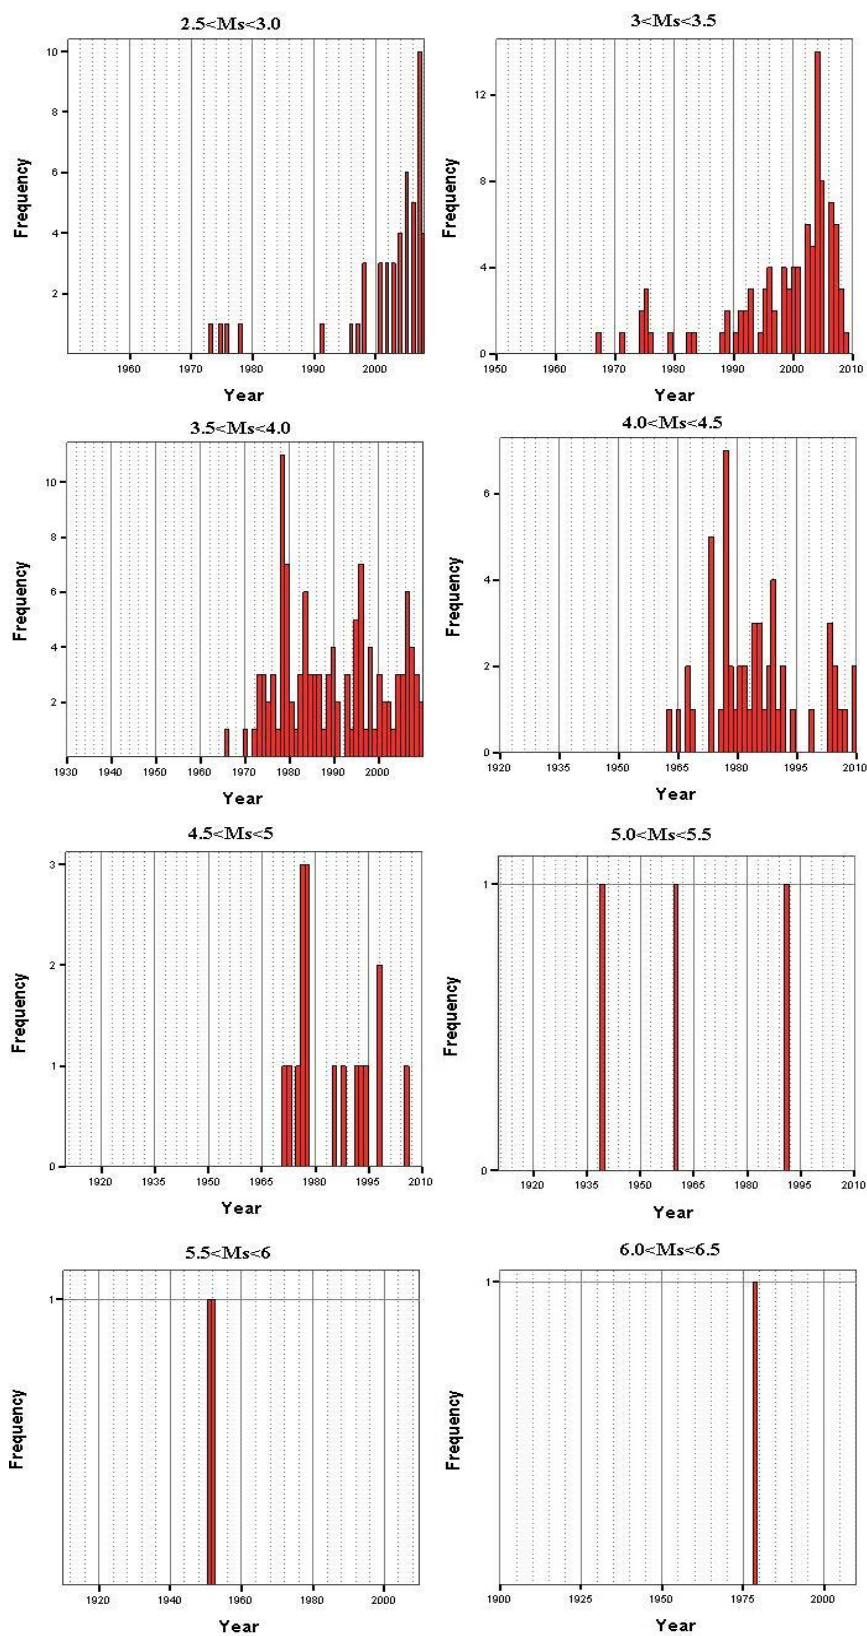 2.5<Ms<3.0
10
8
6
4
2
Frequency
1960 1970 1980 1990 2000
Year
3<Ms<3.5
12
8
4
0
Frequency
1950 1960 1970 1980 1990 2000 2010
Year
3.5<Ms<4.0
10
8
6
4
2
Frequency
1930 1940 1950 1960 1970 1980 1990 2000
Year
4.0<Ms<4.5
6
4
2
0
Frequency
1920 1935 1950 1965 1980 1995 2010
Year
4.5<Ms<5
3
2
1
0
Frequency
1920 1935 1950 1965 1980 1995 2010
Year
5.0<Ms<5.5
1
0
Frequency
1920 1935 1950 1965 1980 1995 2010
Year
5.5<Ms<6
1
Frequency
1920 1940 1960 1980 2000
Year
6.0<Ms<6.5
1
Frequency
1900 1925 1950 1975 2000
Year